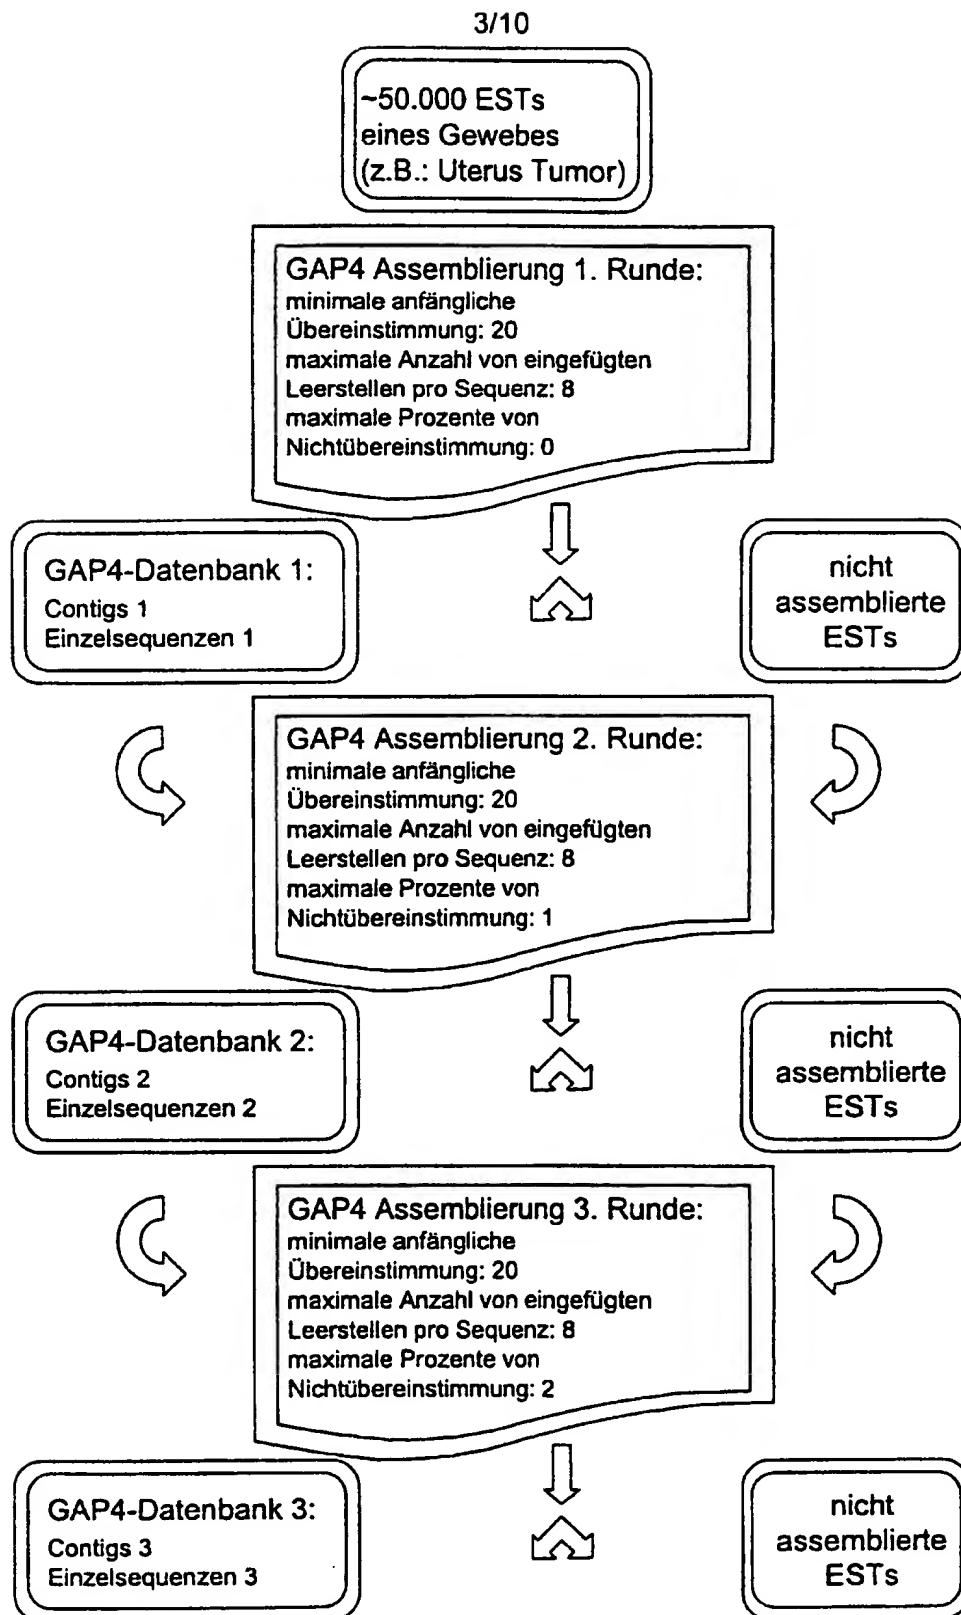 3/10
~50.000 ESTs
eines Gewebes
(z.B.: Uterus Tumor)
GAP4 Assemblierung 1. Runde:
minimale anfängliche
Übereinstimmung: 20
maximale Anzahl von eingefügten
Leerstellen pro Sequenz: 8
maximale Prozente von
Nichtübereinstimmung: 0
GAP4-Datenbank 1:
Contigs 1
Einzelsequenzen 1
nicht
assemblierte
ESTs
GAP4 Assemblierung 2. Runde:
minimale anfängliche
Übereinstimmung: 20
maximale Anzahl von eingefügten
Leerstellen pro Sequenz: 8
maximale Prozente von
Nichtübereinstimmung: 1
GAP4-Datenbank 2:
Contigs 2
Einzelsequenzen 2
nicht
assemblierte
ESTs
GAP4 Assemblierung 3. Runde:
minimale anfängliche
Übereinstimmung: 20
maximale Anzahl von eingefügten
Leerstellen pro Sequenz: 8
maximale Prozente von
Nichtübereinstimmung: 2
GAP4-Datenbank 3:
Contigs 3
Einzelsequenzen 3
nicht
assemblierte
ESTs